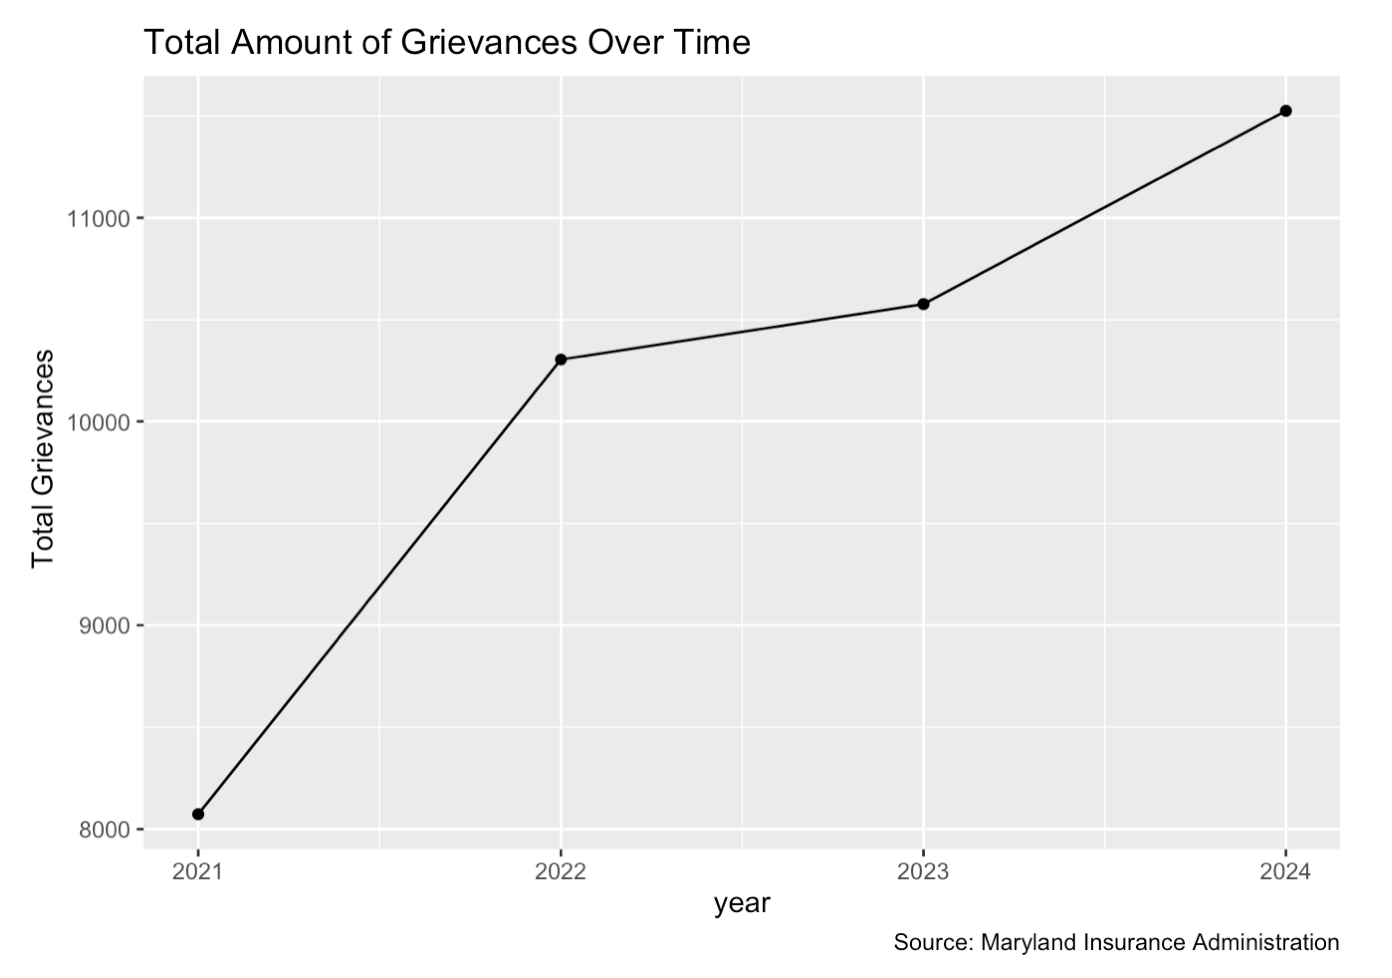 Total Amount of Grievances Over Time
Total Grievances
11000
10000
9000
8000
2021
2022
2023
2024
year
Source: Maryland Insurance Administration